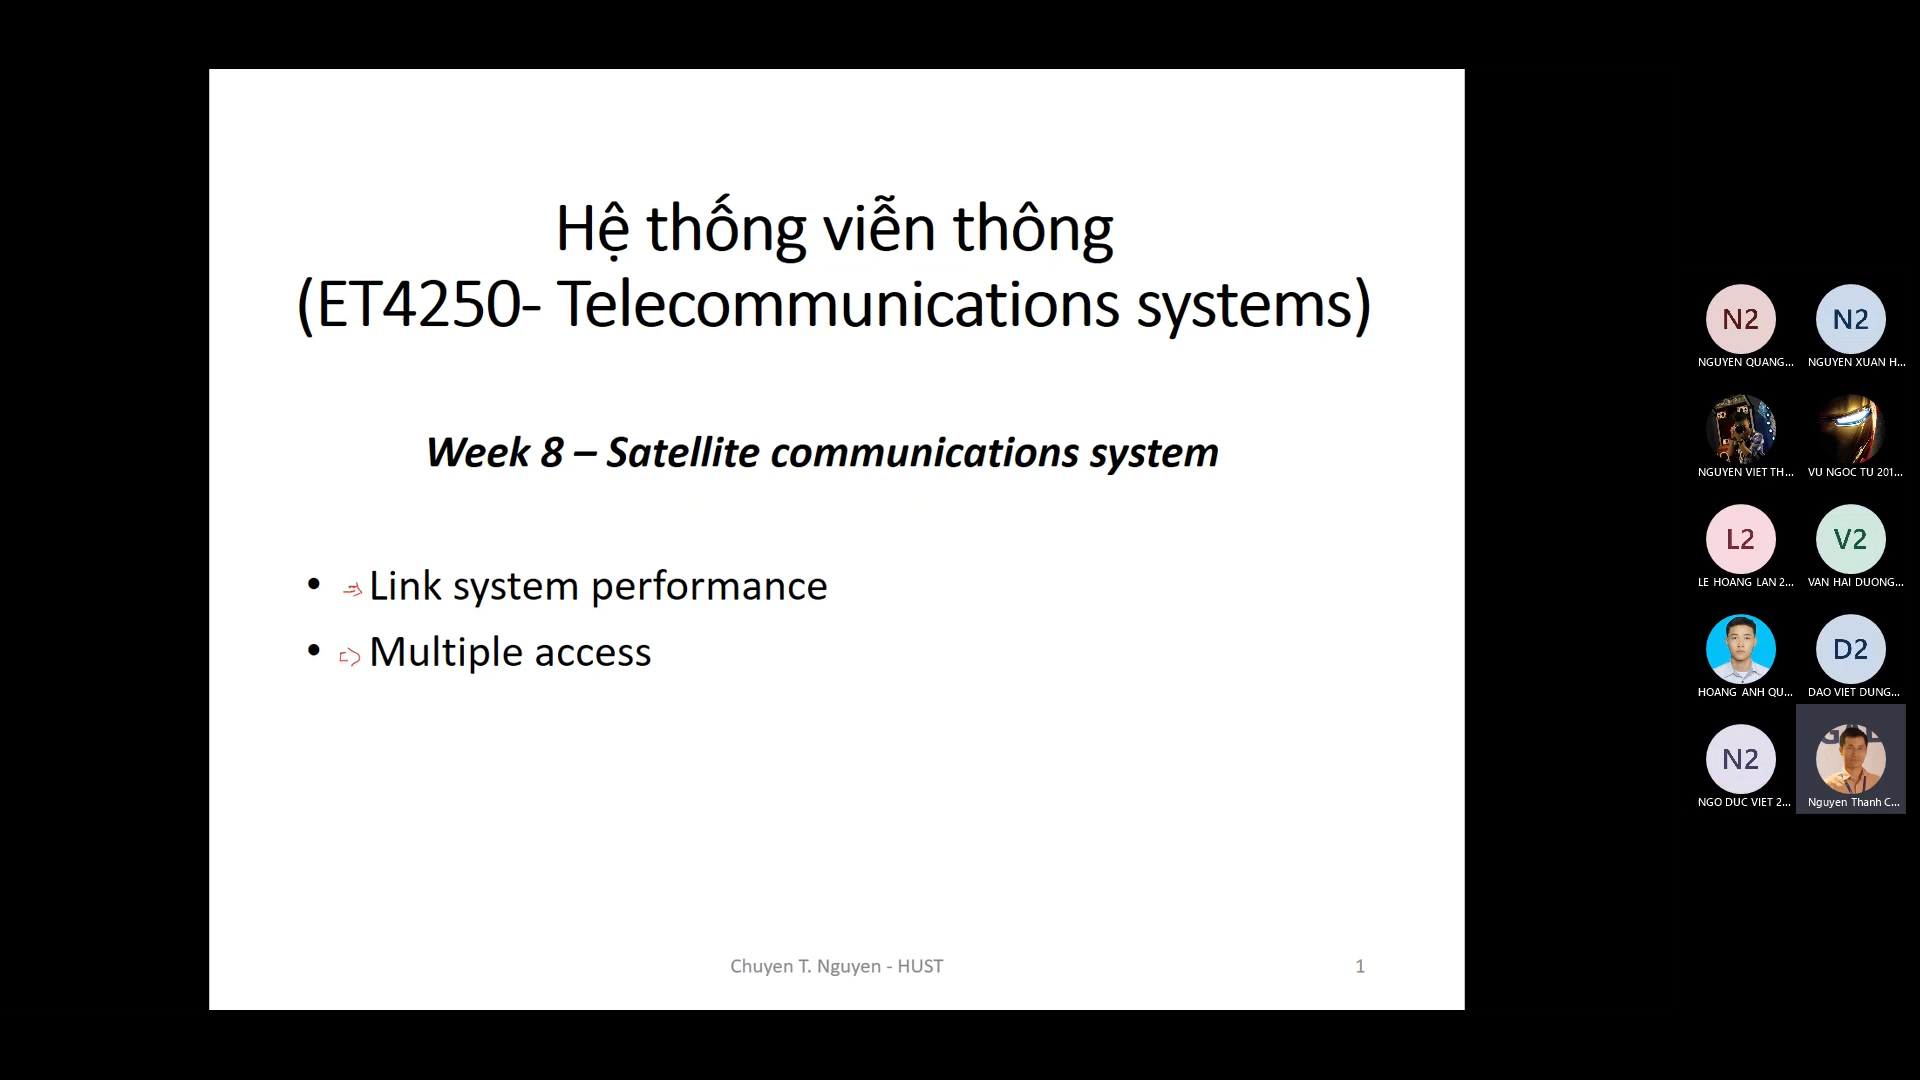 Hệ thống viễn thông
(ET4250- Telecommunications systems)
Week 8 – Satellite communications system
• Link system performance
• Multiple access
Chuyen T. Nguyen - HUST
1
N2
N2
NGUYEN QUANG...
NGUYEN XUAN H...
NGUYEN VIET TH...
VU NGOC TU 201...
L2
V2
LE HOANG LAN 2...
VAN HAI DUONG...
D2
HOANG ANH QU...
DAO VIET DUNG...
N2
NGO DUC VIET 2...
Nguyen Thanh C...